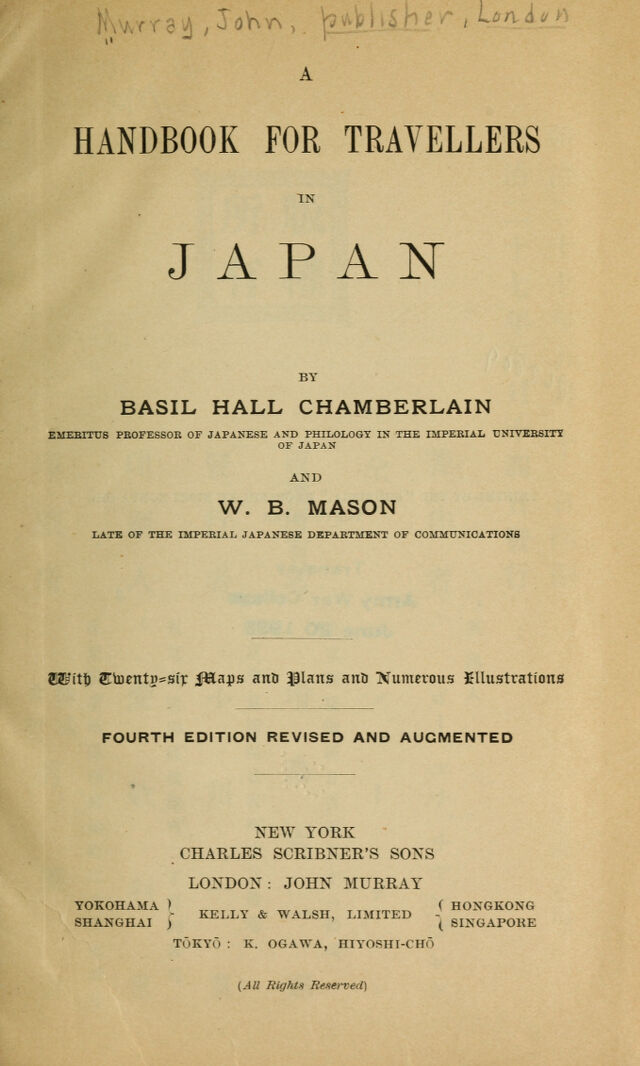 Murray, John, publisher, London
A
HANDBOOK FOR TRAVELLERS
IN
JAPAN
BY
BASIL HALL CHAMBERLAIN
EMERITUS PROFESSOR OF JAPANESE AND PHILOLOGY IN THE IMPERIAL UNIVERSITY
OF JAPAN
AND
W. B. MASON
LATE OF THE IMPERIAL JAPANESE DEPARTMENT OF COMMUNICATIONS
With Twenty=six Maps and Plans and Numerous Illustrations
FOURTH EDITION REVISED AND AUGMENTED
NEW YORK
CHARLES SCRIBNER'S SONS
LONDON: JOHN MURRAY
YOKOHAMA } KELLY & WALSH, LIMITED { HONGKONG
SHANGHAI SINGAPORE
TŌKYŌ: K. OGAWA, HIYOSHI-CHŌ
(All Rights Reserved)